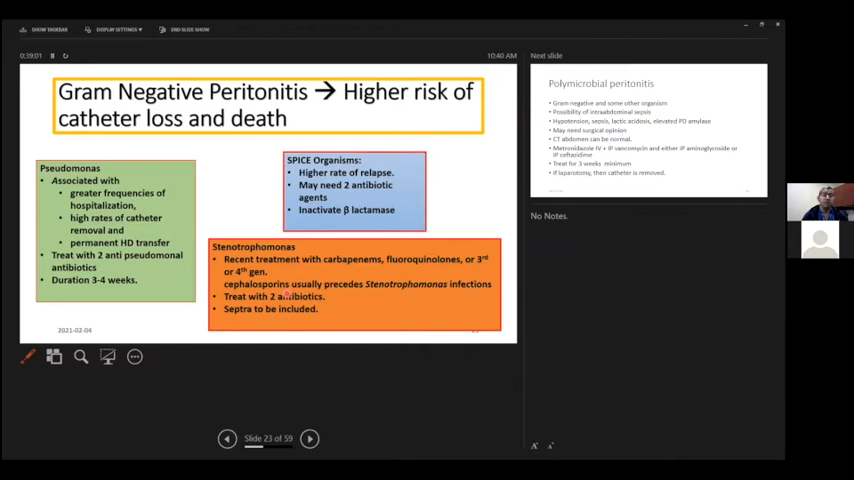 SHOW TASKBAR
DISPLAY SETTINGS ▾
END SLIDE SHOW
0:39:01
10:40 AM
Gram Negative Peritonitis → Higher risk of
catheter loss and death
Pseudomonas
• Associated with
• greater frequencies of
hospitalization,
• high rates of catheter
removal and
• permanent HD transfer
• Treat with 2 anti pseudomonal
antibiotics
• Duration 3-4 weeks.
SPICE Organisms:
• Higher rate of relapse.
• May need 2 antibiotic
agents
• Inactivate β lactamase
Stenotrophomonas
• Recent treatment with carbapenems, fluoroquinolones, or 3rd
or 4th gen.
cephalosporins usually precedes Stenotrophomonas infections
• Treat with 2 antibiotics.
• Septra to be included.
2021-02-04
Slide 23 of 59
Next slide
Polymicrobial peritonitis
• Gram negative and some other organism
• Possibility of intraabdominal sepsis
• Hypotension, sepsis, lactic acidosis, elevated PD amylase
• May need surgical opinion
• CT abdomen can be normal.
• Metronidazole IV + IP vancomycin and either IP aminoglycoside or
IP ceftazidime
• Treat for 3 weeks minimum
• If laparotomy, then catheter is removed.
No Notes.
A
A